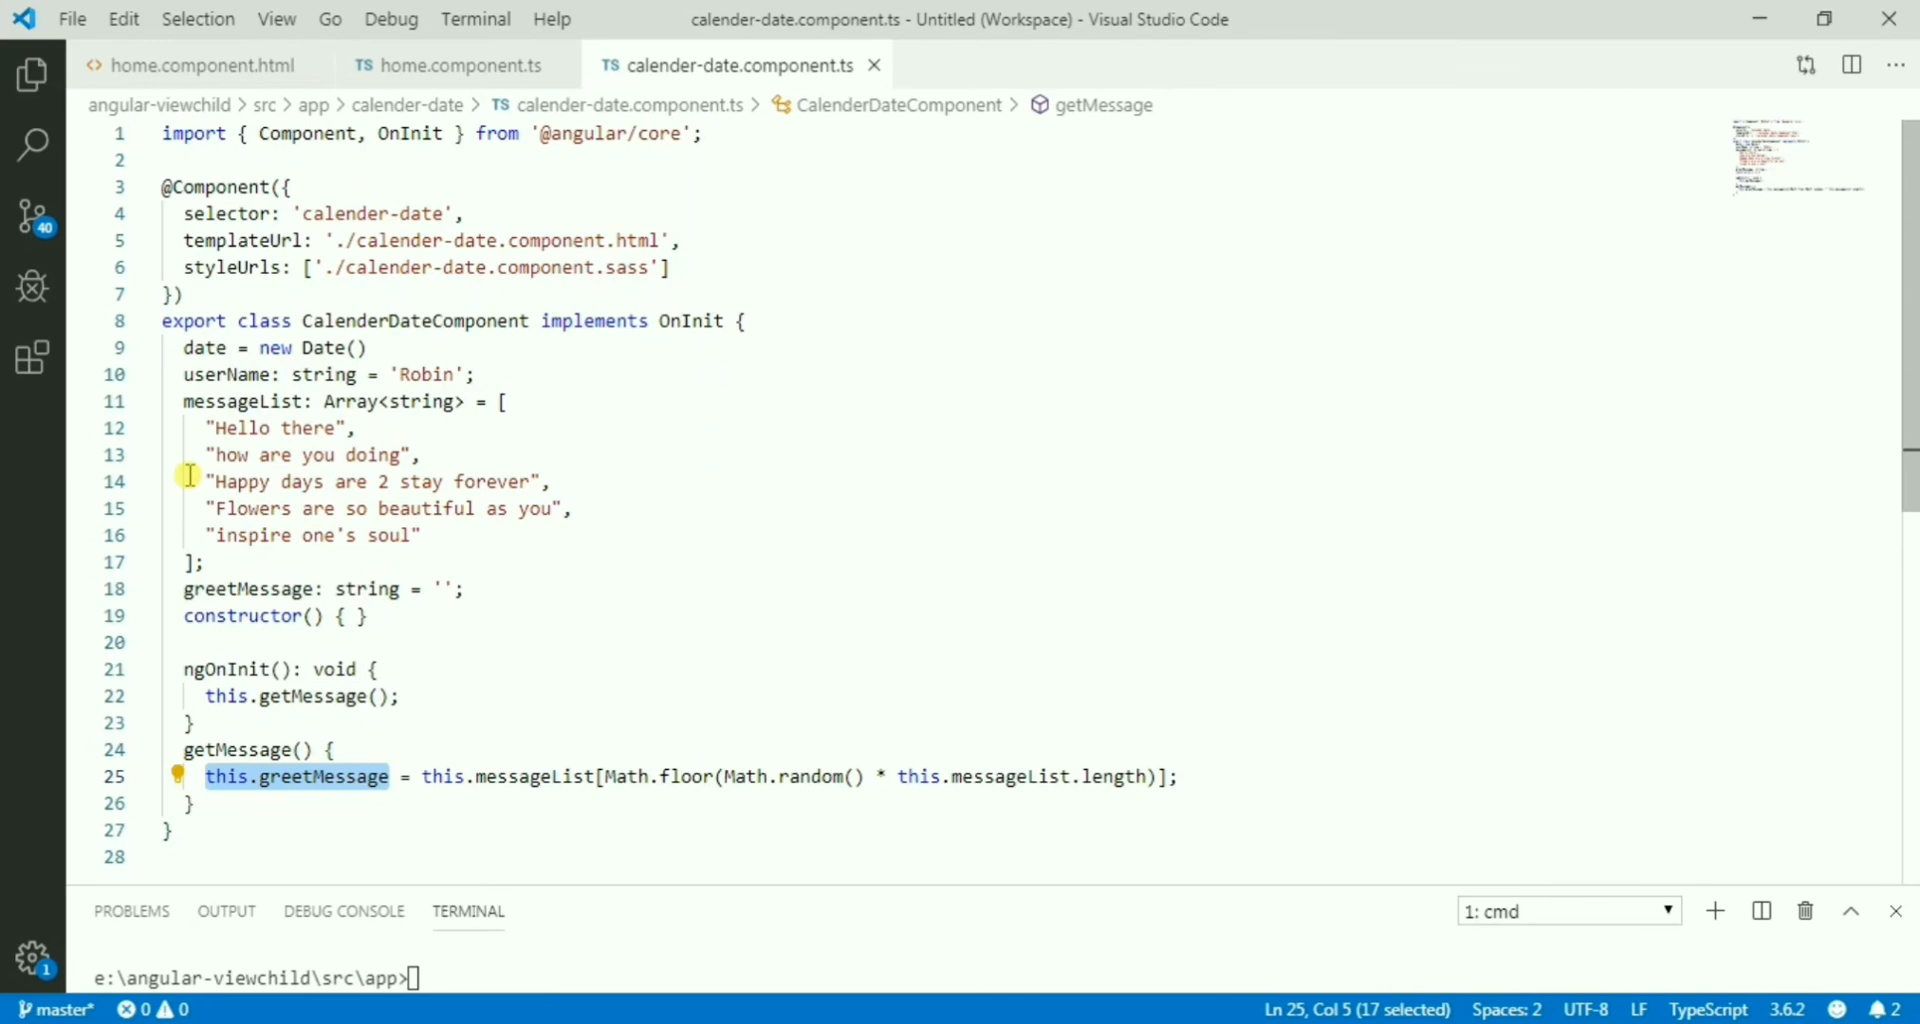 File Edit Selection View Go Debug Terminal Help calender-date.component.ts - Untitled (Workspace) - Visual Studio Code
home.component.html TS home.component.ts TS calender-date.component.ts
angular-viewchild > src > app > calender-date > TS calender-date.component.ts > CalenderDateComponent > getMessage
1 import { Component, OnInit } from '@angular/core';
2
3 @Component({
4 selector: 'calender-date',
5 templateUrl: './calender-date.component.html',
6 styleUrls: ['./calender-date.component.sass']
7 })
8 export class CalenderDateComponent implements OnInit {
9 date = new Date()
10 userName: string = 'Robin';
11 messageList: Array<string> = [
12 "Hello there",
13 "how are you doing",
14 "Happy days are 2 stay forever",
15 "Flowers are so beautiful as you",
16 "inspire one's soul"
17 ];
18 greetMessage: string = '';
19 constructor() { }
20
21 ngOnInit(): void {
22 this.getMessage();
23 }
24 getMessage() {
25 this.greetMessage = this.messageList[Math.floor(Math.random() * this.messageList.length)];
26 }
27 }
28
40
PROBLEMS OUTPUT DEBUG CONSOLE TERMINAL 1: cmd
e:\angular-viewchild\src\app>
1
master* 0 0 Ln 25, Col 5 (17 selected) Spaces: 2 UTF-8 LF TypeScript 3.6.2 2